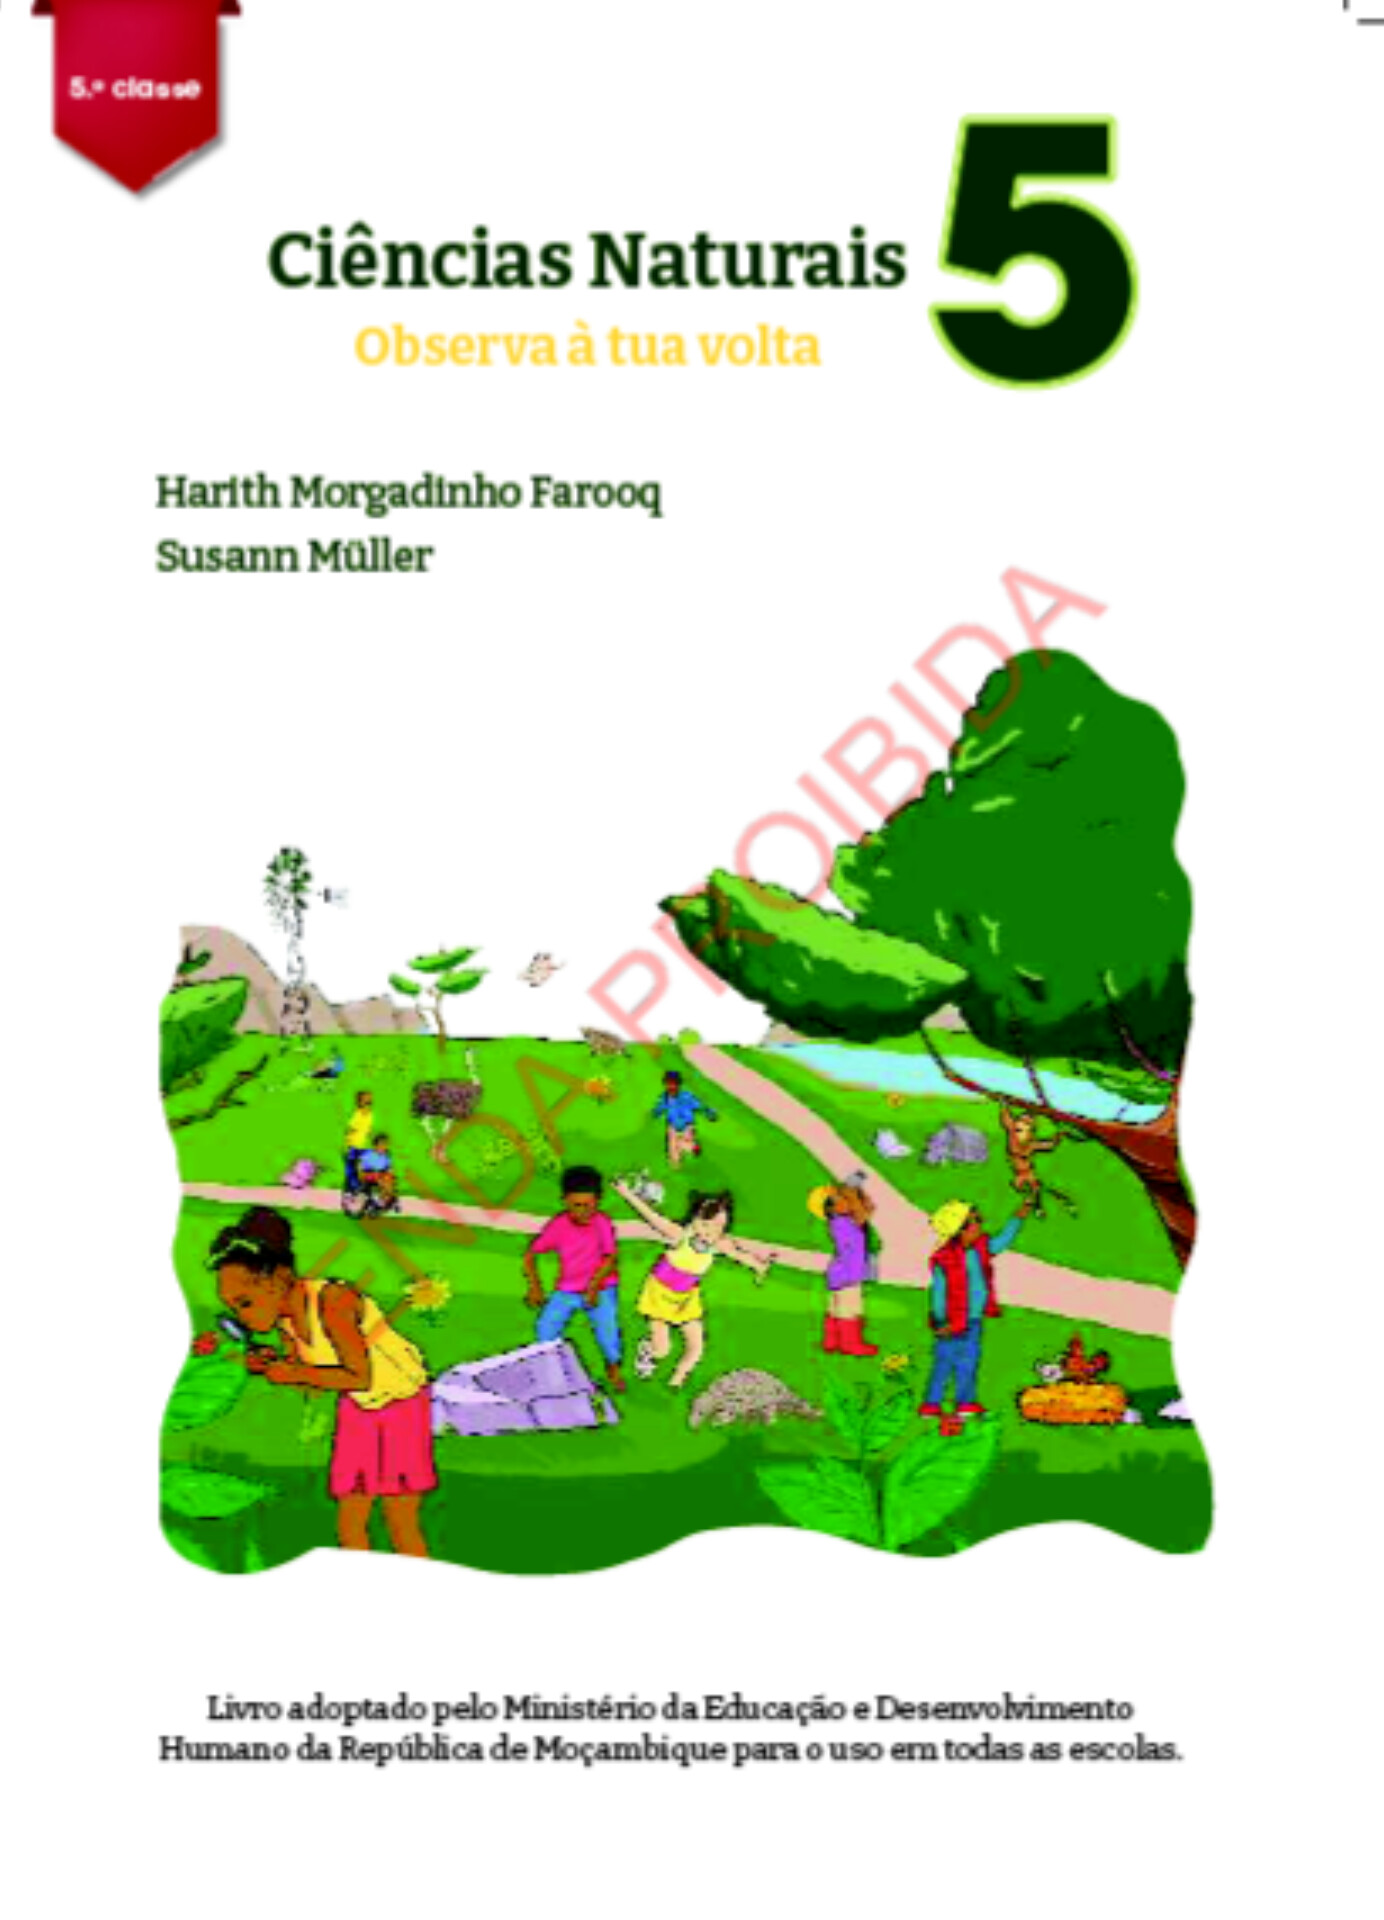 5.ª classe
Ciências Naturais 5
Observa à tua volta
Harith Morgadinho Farooq
Susann Müller
VENDA PROIBIDA
Livro adoptado pelo Ministério da Educação e Desenvolvimento
Humano da República de Moçambique para o uso em todas as escolas.